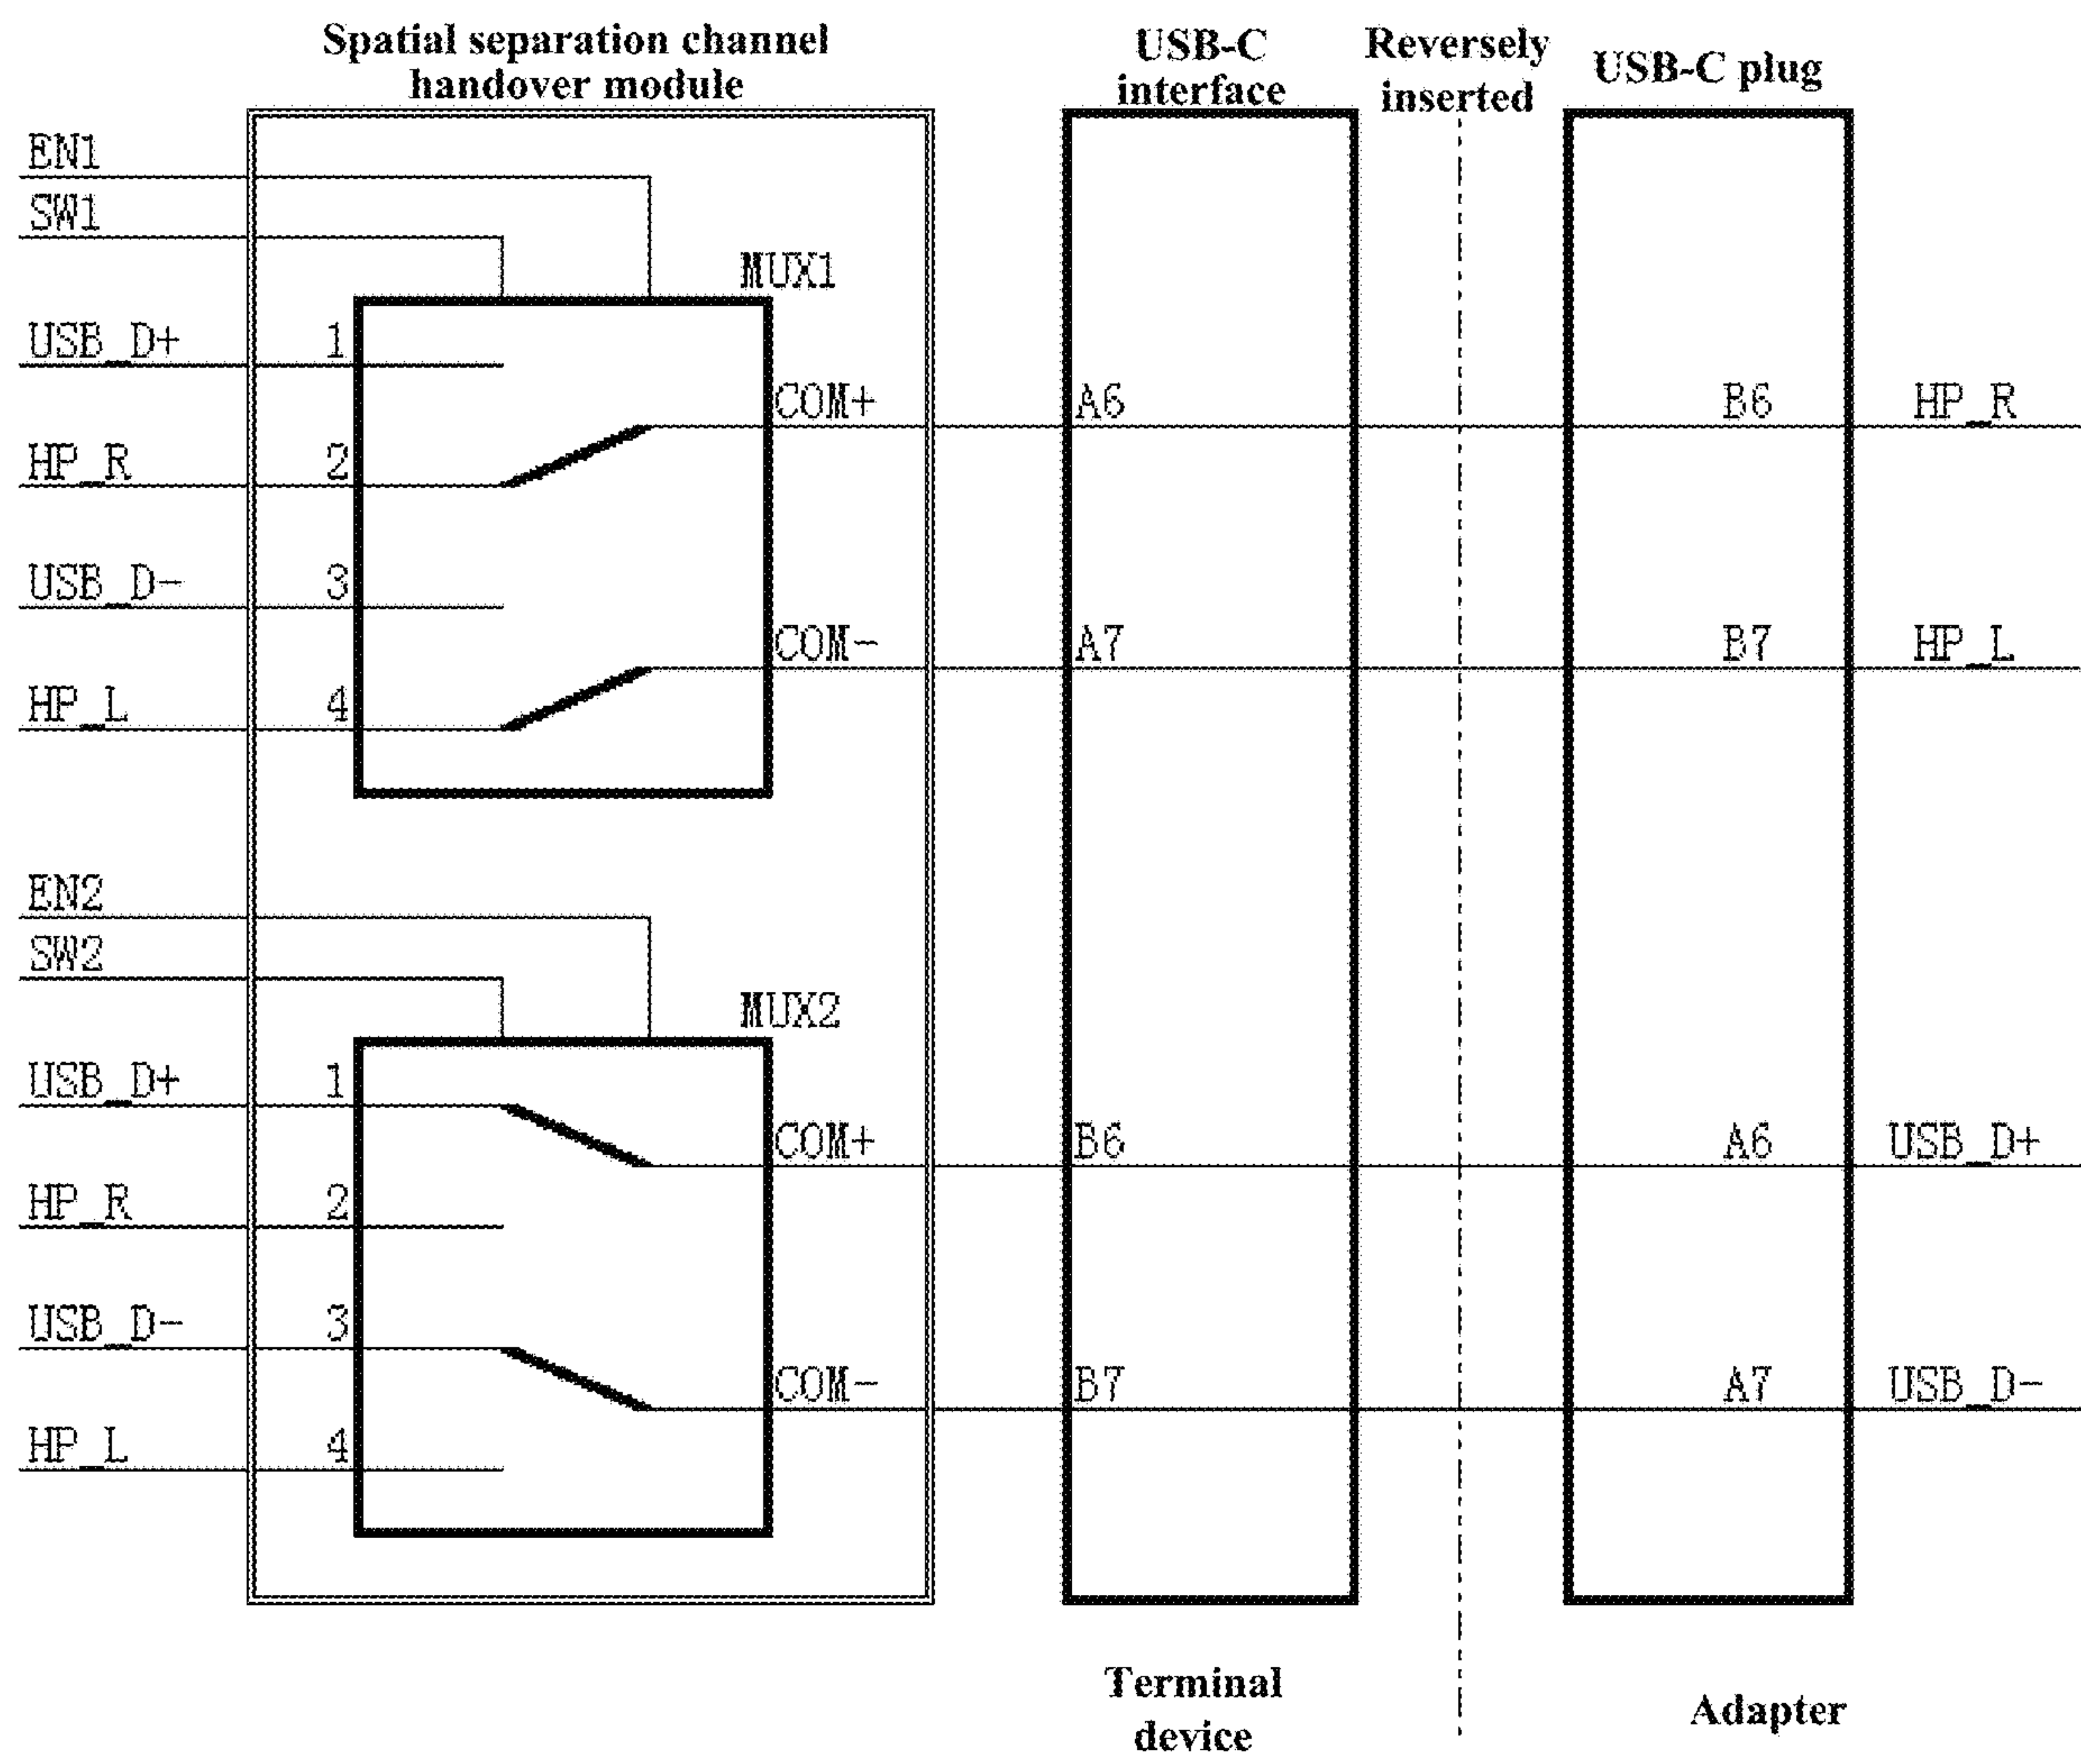 Spatial separation channel
handover module
USB-C
interface
Reversely
inserted
USB-C plug
EN1
SW1
MUX1
USB_D+ 1
COM+ A6 B6 HP_R
HP_R 2
USB_D- 3
COM- A7 B7 HP_L
HP_L 4
EN2
SW2
MUX2
USB_D+ 1
COM+ B6 A6 USB_D+
HP_R 2
USB_D- 3
COM- B7 A7 USB_D-
HP_L 4
Terminal
device
Adapter